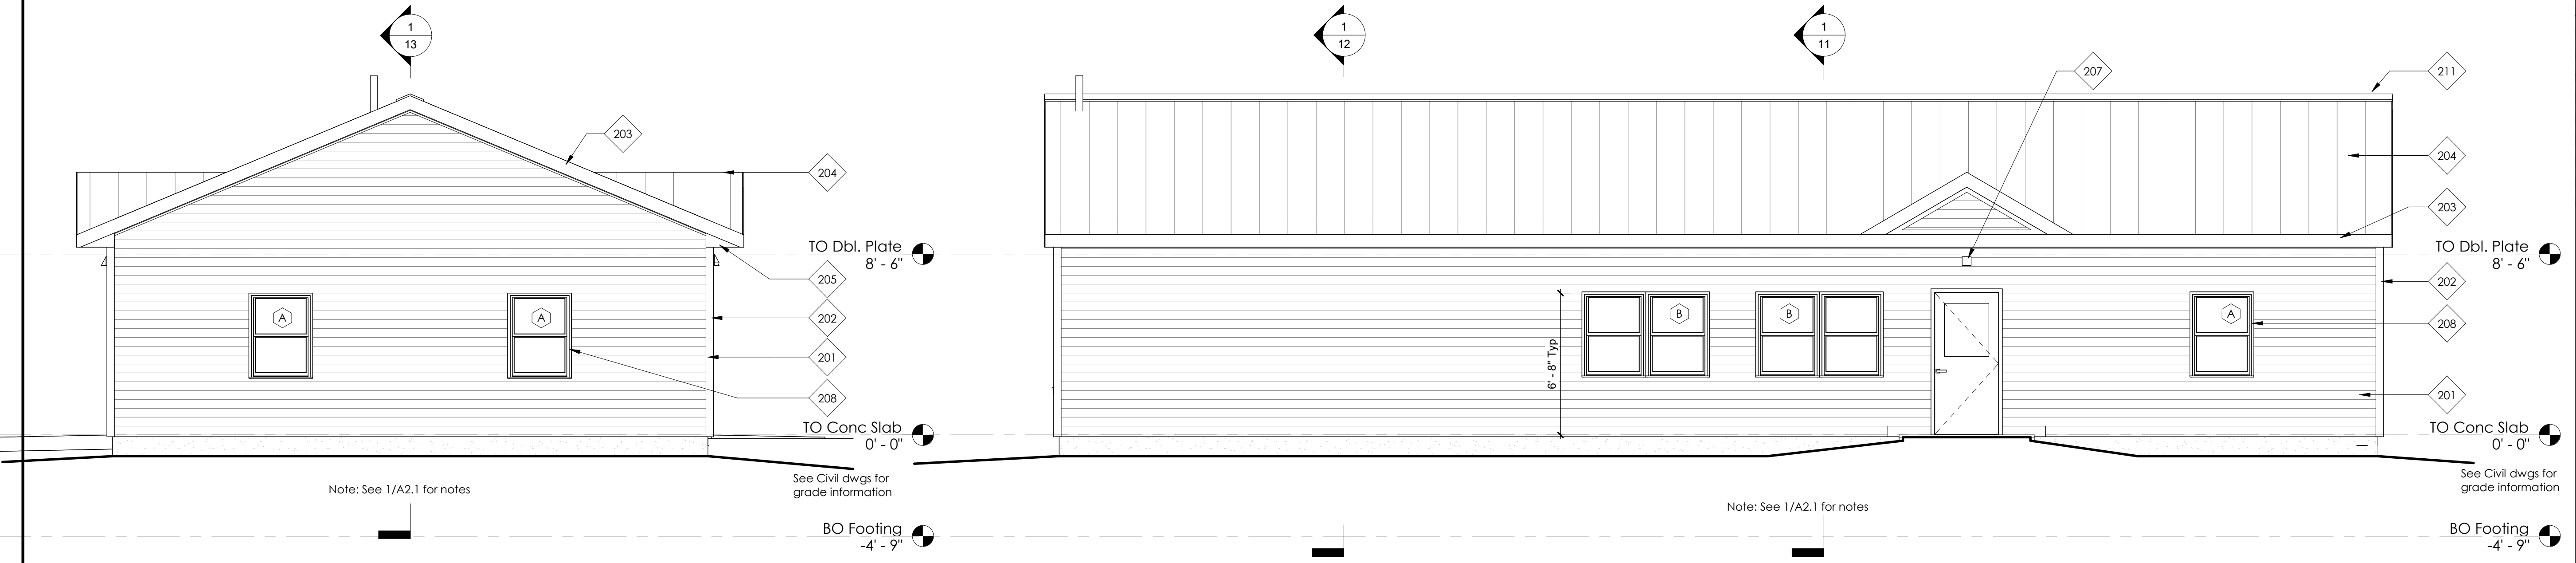 1
13
203
204
TO Dbl. Plate
8' - 6"
205
202
201
208
A
A
TO Conc Slab
0' - 0"
See Civil dwgs for
grade information
Note: See 1/A2.1 for notes
BO Footing
-4' - 9"
1
12
1
11
207
211
204
203
TO Dbl. Plate
8' - 6"
202
208
201
B
B
A
6' - 8" Typ
TO Conc Slab
0' - 0"
See Civil dwgs for
grade information
Note: See 1/A2.1 for notes
BO Footing
-4' - 9"